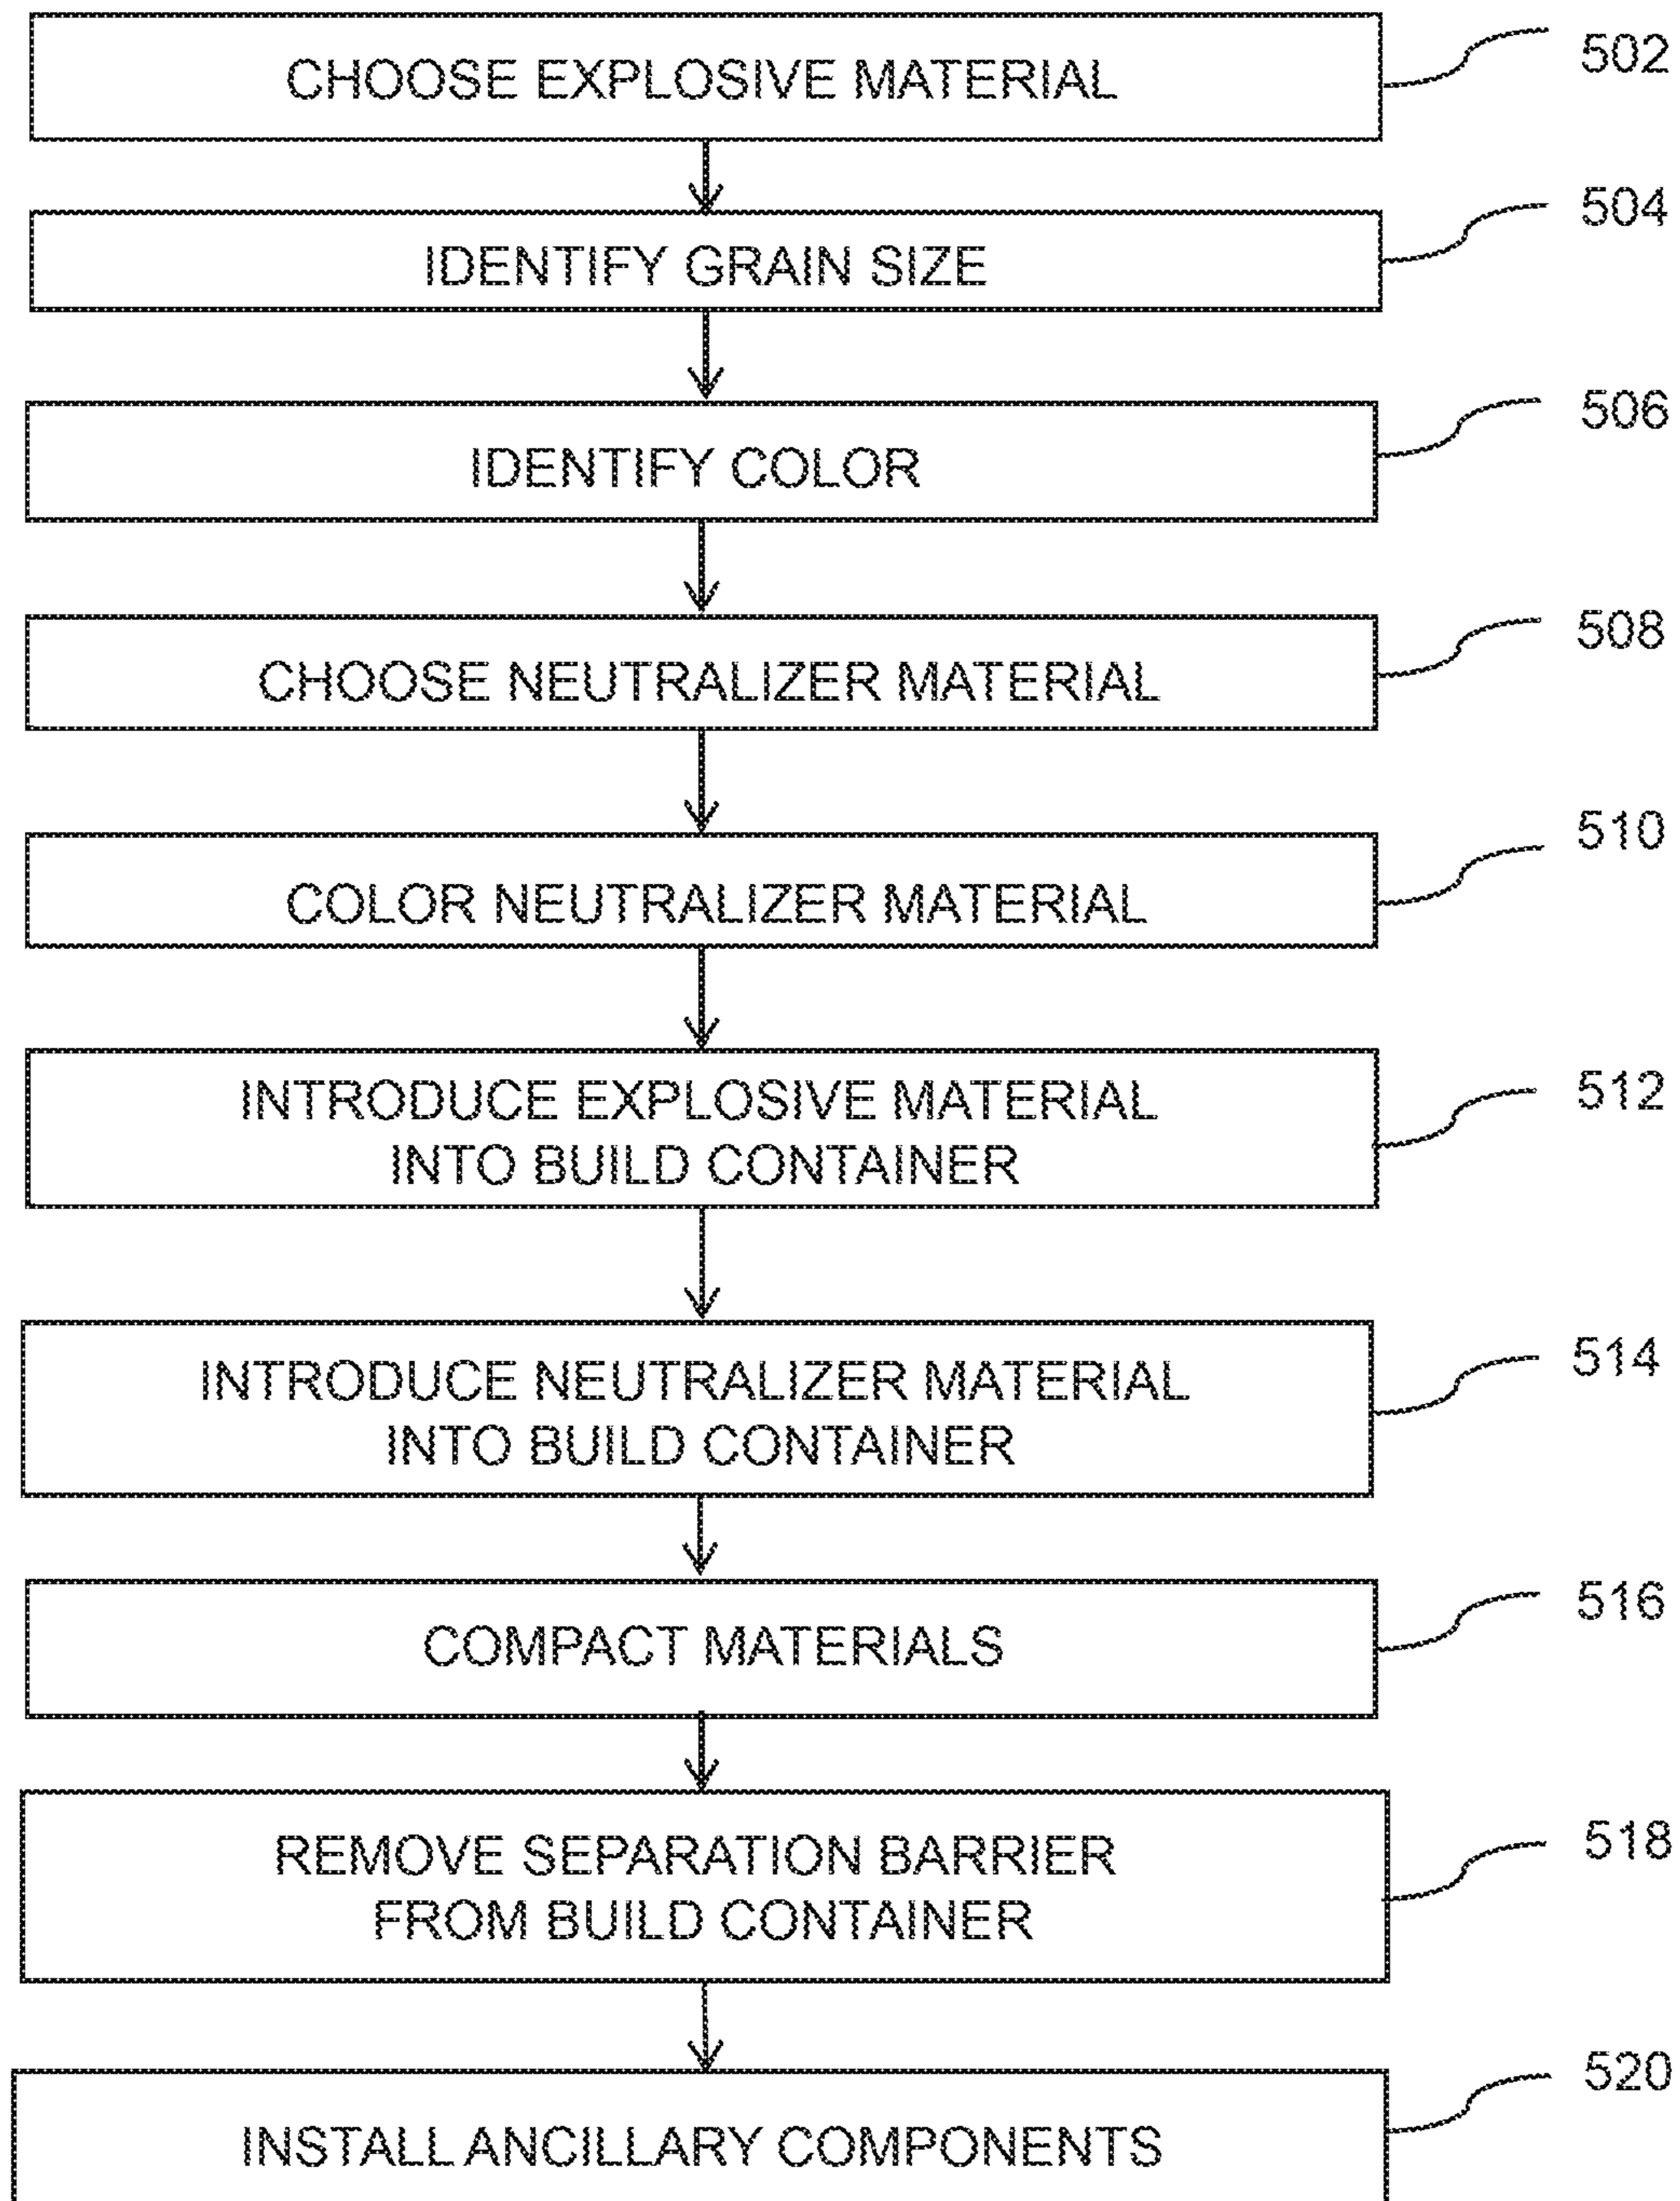 CHOOSE EXPLOSIVE MATERIAL
502
IDENTIFY GRAIN SIZE
504
IDENTIFY COLOR
506
CHOOSE NEUTRALIZER MATERIAL
508
COLOR NEUTRALIZER MATERIAL
510
INTRODUCE EXPLOSIVE MATERIAL
INTO BUILD CONTAINER
512
INTRODUCE NEUTRALIZER MATERIAL
INTO BUILD CONTAINER
514
COMPACT MATERIALS
516
REMOVE SEPARATION BARRIER
FROM BUILD CONTAINER
518
INSTALL ANCILLARY COMPONENTS
520